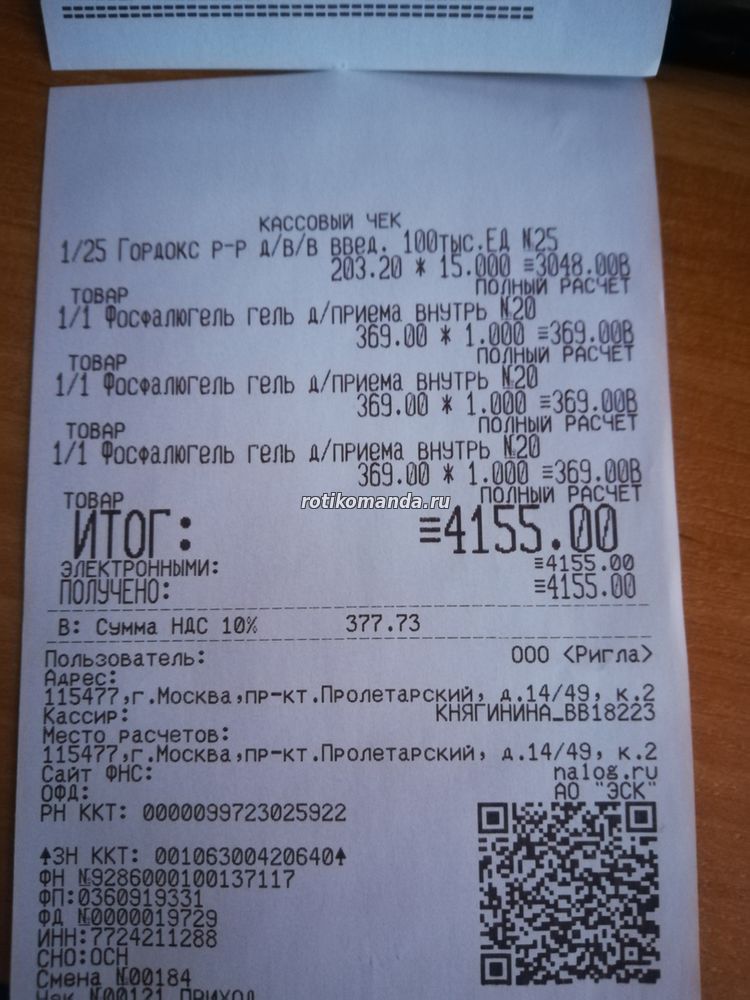 ==================================================
КАССОВЫЙ ЧЕК
1/25 Гордокс р-р д/в/в введ. 100тыс.ЕД №25
203.20 * 15.000 ≡3048.00В
ПОЛНЫЙ РАСЧЕТ
ТОВАР
1/1 Фосфалюгель гель д/приема внутрь №20
369.00 * 1.000 ≡369.00В
ПОЛНЫЙ РАСЧЕТ
ТОВАР
1/1 Фосфалюгель гель д/приема внутрь №20
369.00 * 1.000 ≡369.00В
ПОЛНЫЙ РАСЧЕТ
ТОВАР
1/1 Фосфалюгель гель д/приема внутрь №20
369.00 * 1.000 ≡369.00В
ПОЛНЫЙ РАСЧЕТ
ТОВАР
rotikomanda.ru
ИТОГ: ≡4155.00
ЭЛЕКТРОННЫМИ: ≡4155.00
ПОЛУЧЕНО: ≡4155.00
В: Сумма НДС 10% 377.73
Пользователь: ООО <Ригла>
Адрес:
115477,г.Москва,пр-кт.Пролетарский, д.14/49, к.2
Кассир: КНЯГИНИНА_ВВ18223
Место расчетов:
115477,г.Москва,пр-кт.Пролетарский, д.14/49, к.2
Сайт ФНС: nalog.ru
ОФД: АО "ЭСК"
РН ККТ: 0000099723025922
↑ЗН ККТ: 00106300420640↑
ФН №9286000100137117
ФП:0360919331
ФД №0000019729
ИНН:7724211288
СНО:ОСН
Смена №00184
Чек №00121 ПРИХОД